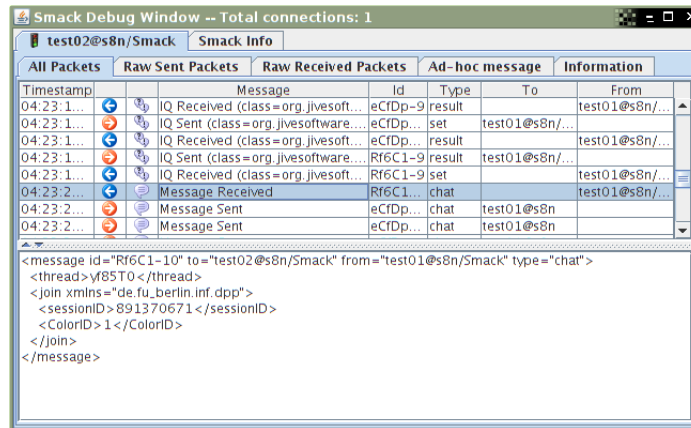 Smack Debug Window -- Total connections: 1
test02@s8n/Smack Smack Info
All Packets Raw Sent Packets Raw Received Packets Ad-hoc message Information
Timestamp Message Id Type To From
04:23:1... IQ Received (class=org.jivesoft... eCfDp-9 result test01@s8n/...
04:23:1... IQ Sent (class=org.jivesoftware.... eCfDp... set test01@s8n/...
04:23:1... IQ Received (class=org.jivesoft... eCfDp... result test01@s8n/...
04:23:1... IQ Sent (class=org.jivesoftware.... Rf6C1-9 result test01@s8n/...
04:23:1... IQ Received (class=org.jivesoft... Rf6C1-9 set test01@s8n/...
04:23:2... Message Received Rf6C1... chat test01@s8n/...
04:23:2... Message Sent eCfDp... chat test01@s8n
04:23:2... Message Sent eCfDp... chat test01@s8n
<message id="Rf6C1-10" to="test02@s8n/Smack" from="test01@s8n/Smack" type="chat">
<thread>yf85T0</thread>
<join xmlns="de.fu_berlin.inf.dpp">
<sessionID>891370671</sessionID>
<ColorID>1</ColorID>
</join>
</message>